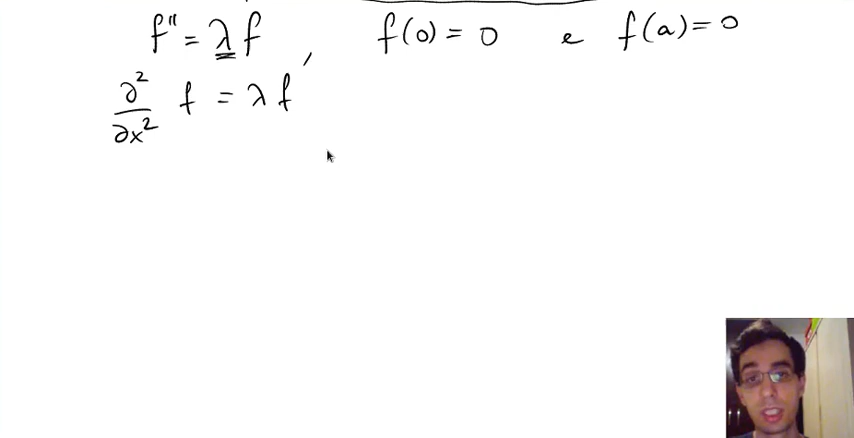 f'' = λ f , f(0) = 0 e f(a) = 0
∂²/∂x² f = λ f